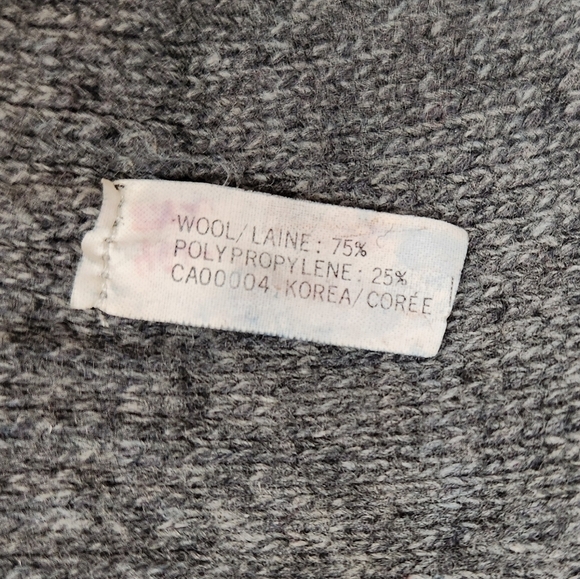 WOOL/LAINE: 75%
POLYPROPYLENE: 25%
CA00004 KOREA/CORÉE